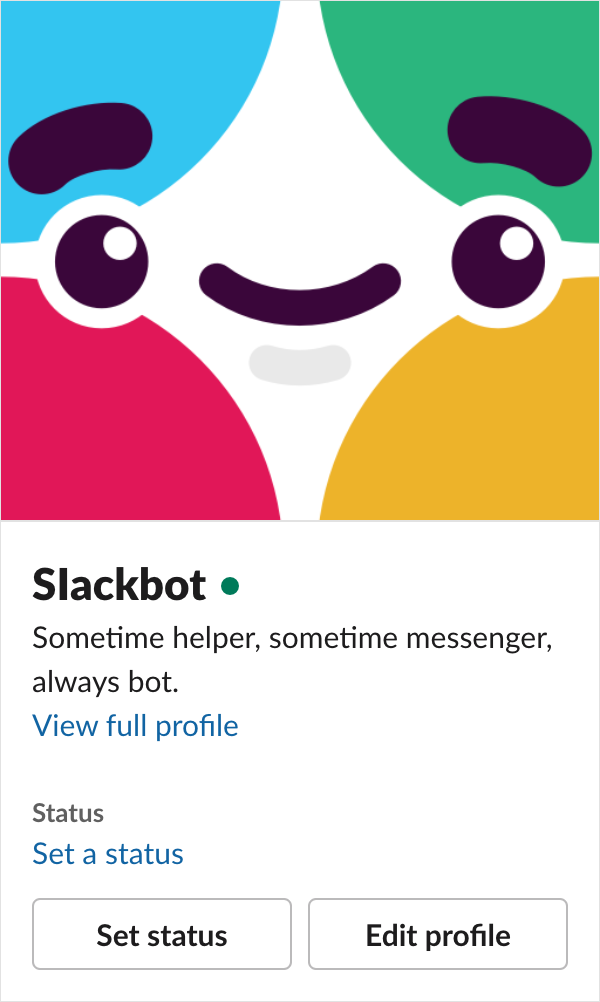 Slackbot
Sometime helper, sometime messenger,
always bot.
View full profile
Status
Set a status
Set status
Edit profile